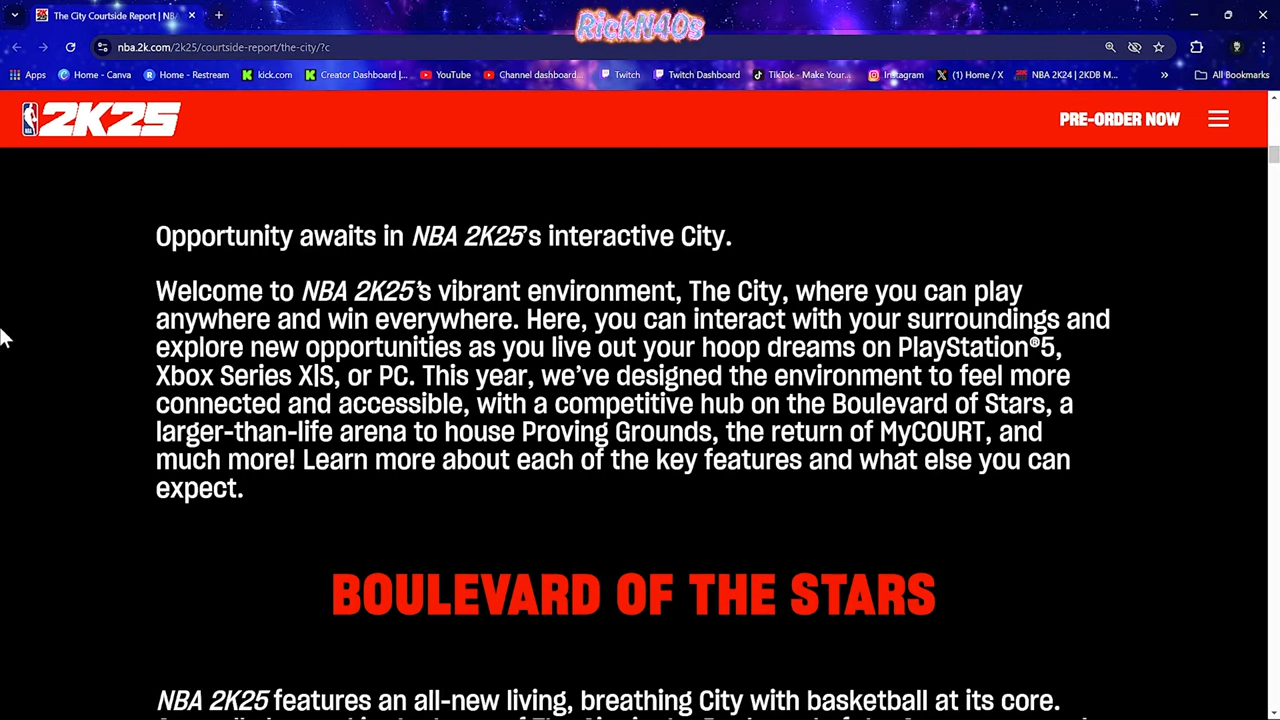 The City Courtside Report | NB
RickN40s
nba.2k.com/2k25/courtside-report/the-city/?c
Apps
Home - Canva
Home - Restream
kick.com
Creator Dashboard |...
YouTube
Channel dashboard...
Twitch
Twitch Dashboard
TikTok - Make Your...
Instagram
(1) Home / X
NBA 2K24 | 2KDB M...
All Bookmarks
2K25
PRE-ORDER NOW
Opportunity awaits in NBA 2K25's interactive City.
Welcome to NBA 2K25's vibrant environment, The City, where you can play
anywhere and win everywhere. Here, you can interact with your surroundings and
explore new opportunities as you live out your hoop dreams on PlayStation®5,
Xbox Series X|S, or PC. This year, we've designed the environment to feel more
connected and accessible, with a competitive hub on the Boulevard of Stars, a
larger-than-life arena to house Proving Grounds, the return of MyCOURT, and
much more! Learn more about each of the key features and what else you can
expect.
BOULEVARD OF THE STARS
NBA 2K25 features an all-new living, breathing City with basketball at its core.